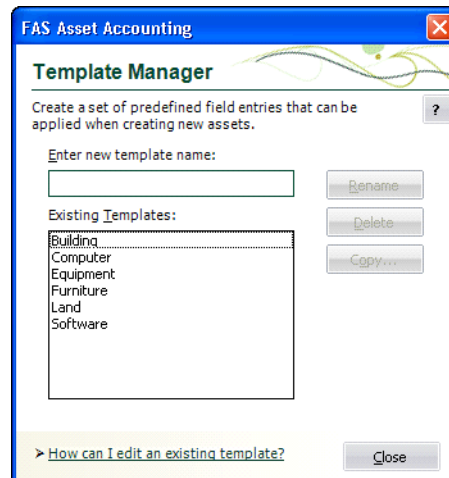 FAS Asset Accounting
Template Manager
Create a set of predefined field entries that can be
applied when creating new assets.
?
Enter new template name:
Rename
Existing Templates:
Delete
Building
Computer
Copy...
Equipment
Furniture
Land
Software
➤ How can I edit an existing template?
Close